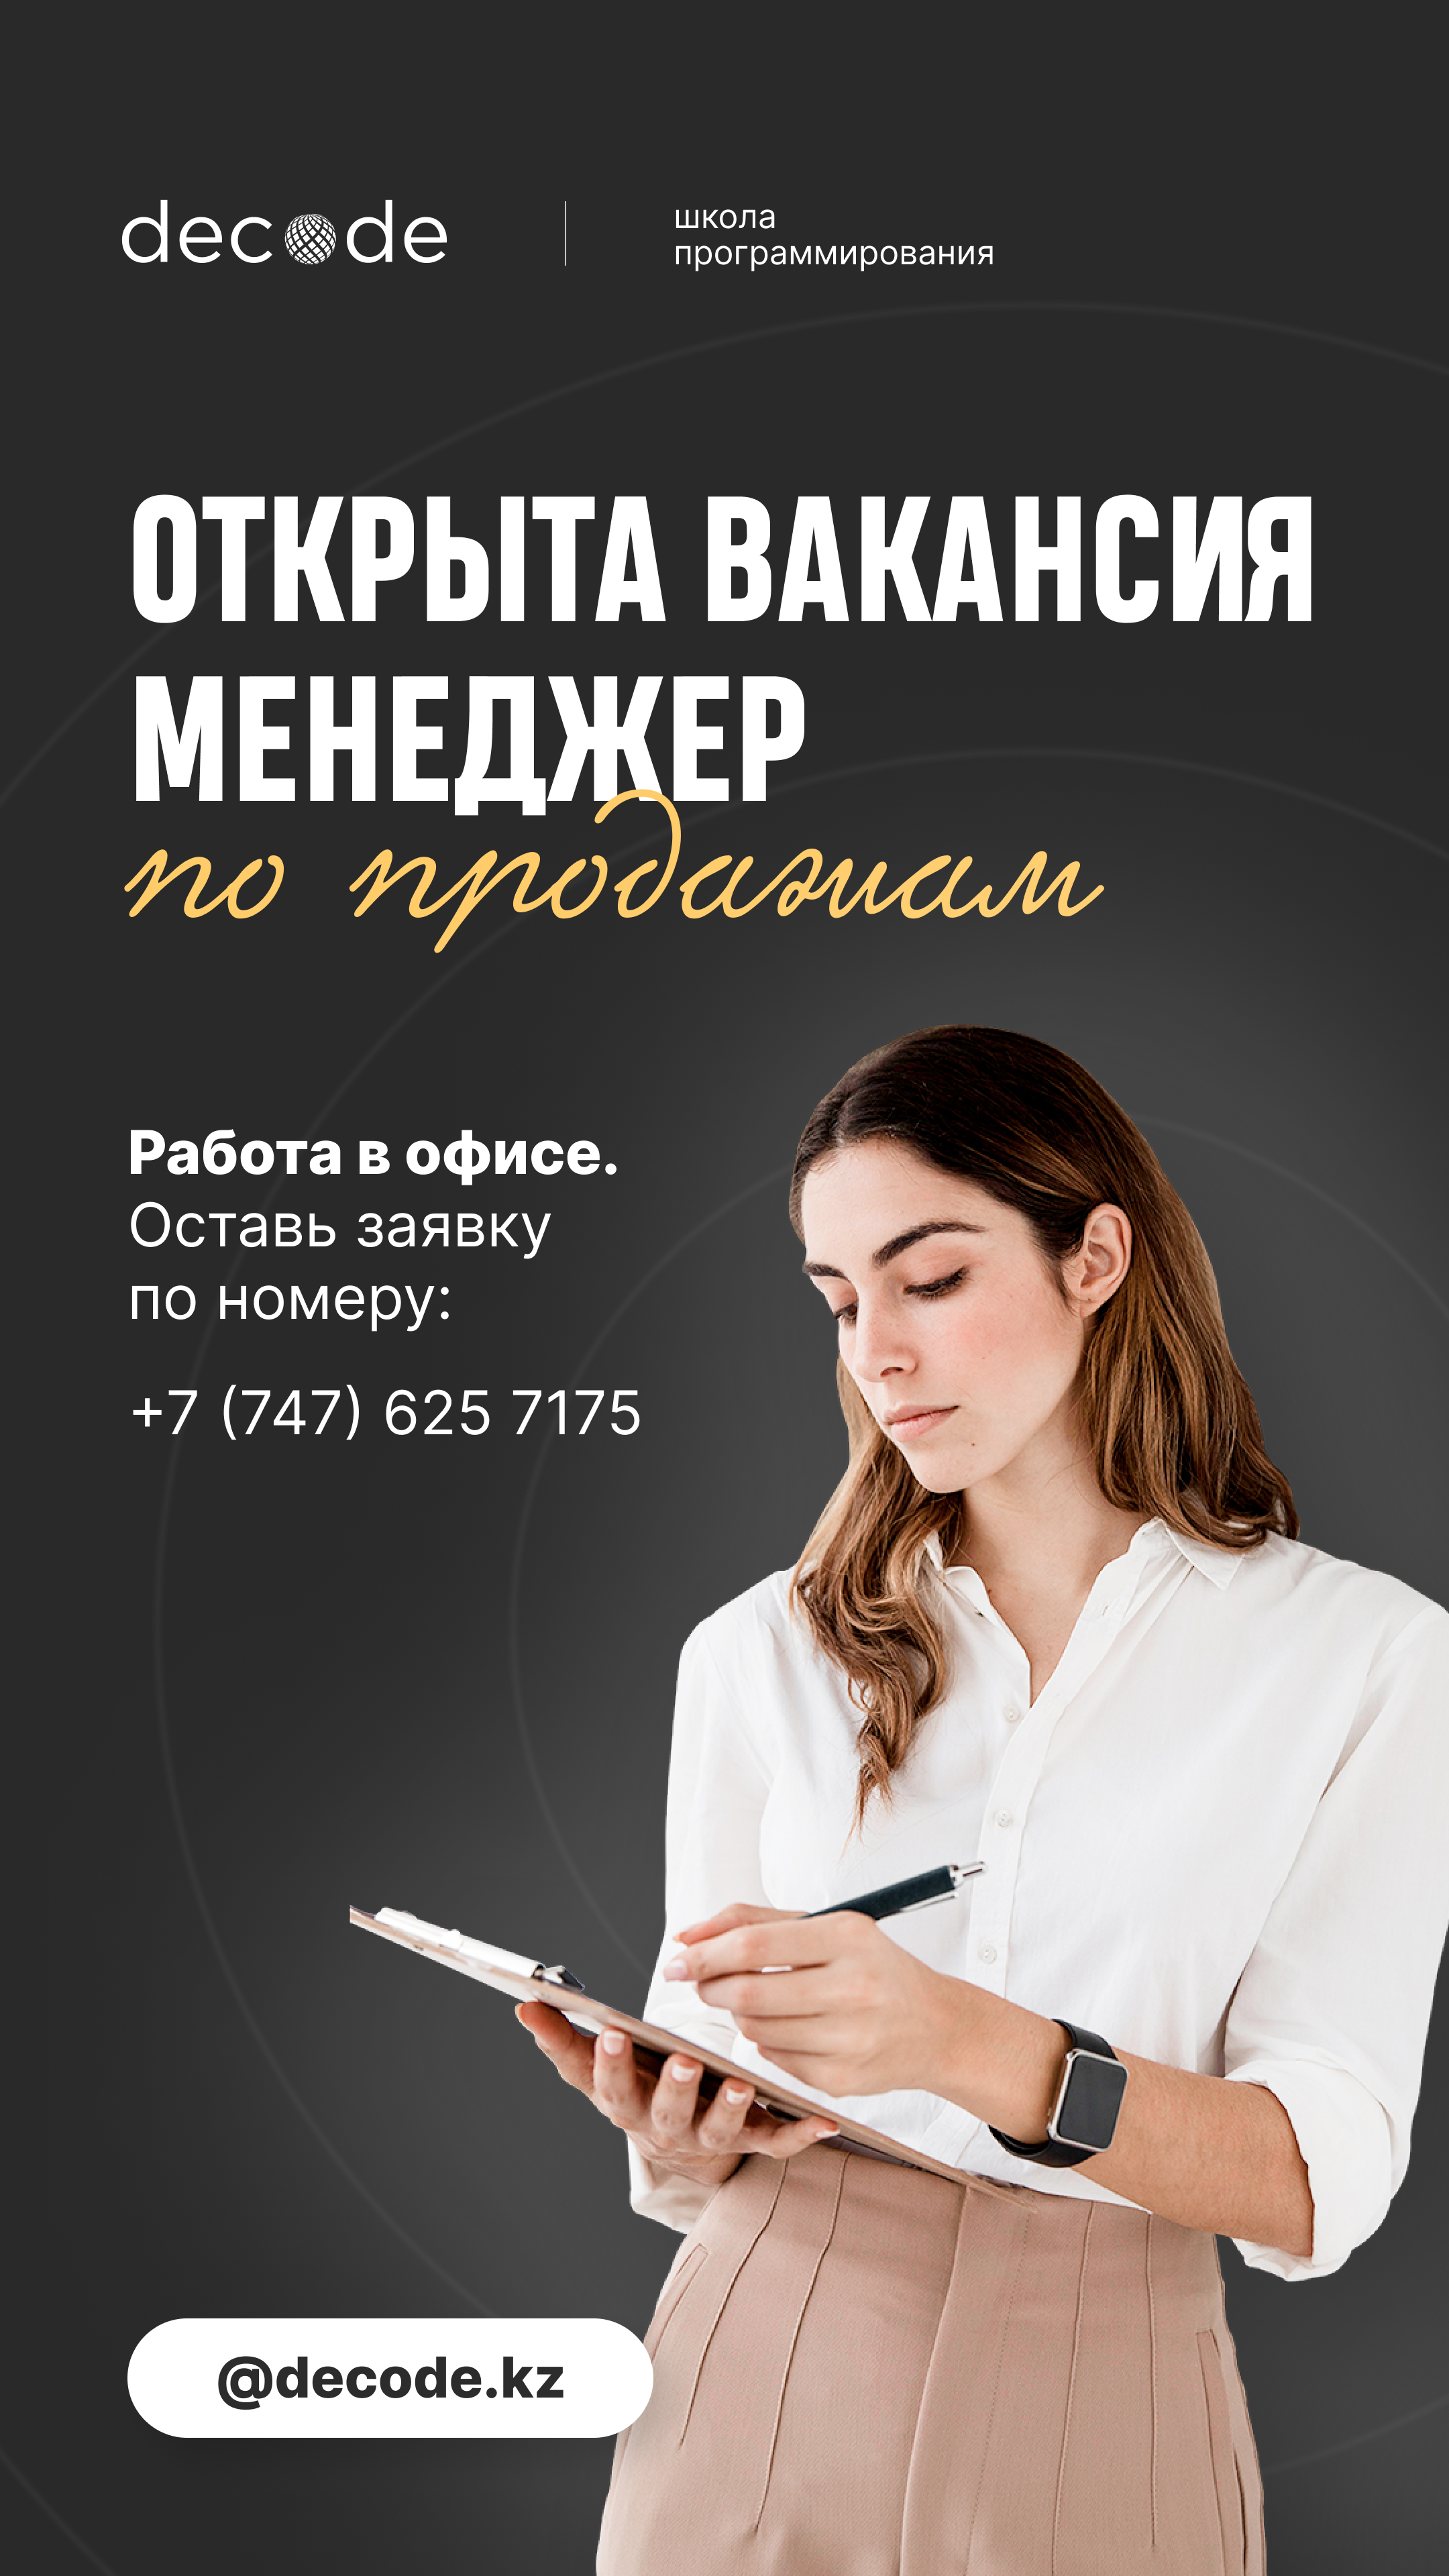 decode
школа
программирования
ОТКРЫТА ВАКАНСИЯ
МЕНЕДЖЕР
по продажам
Работа в офисе.
Оставь заявку
по номеру:
+7 (747) 625 7175
@decode.kz